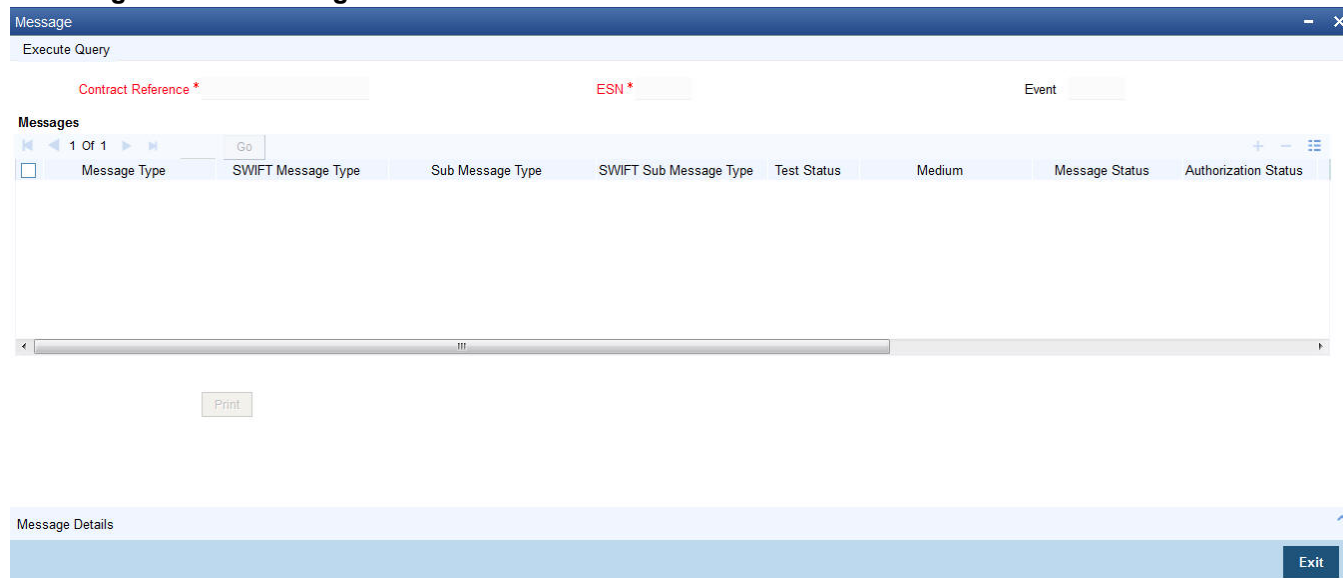 Message
Execute Query
Contract Reference * ESN * Event
Messages
1 Of 1 Go
Message Type SWIFT Message Type Sub Message Type SWIFT Sub Message Type Test Status Medium Message Status Authorization Status
Print
Message Details
Exit